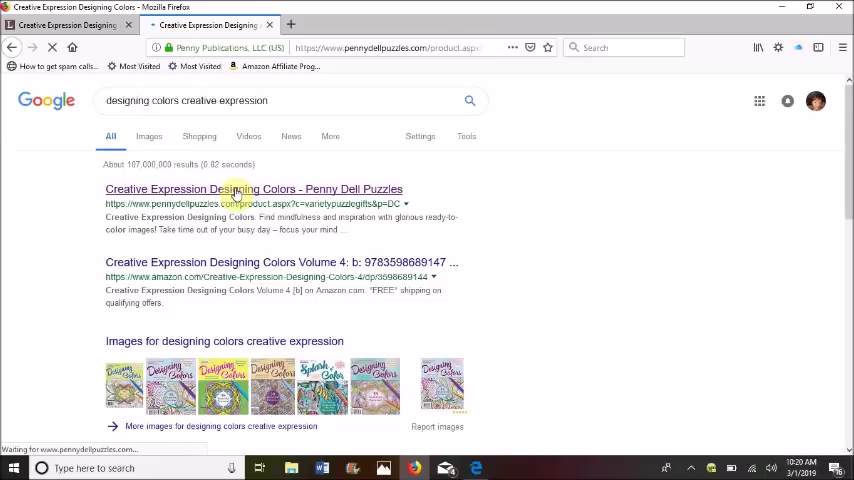 Creative Expression Designing Colors - Mozilla Firefox
Creative Expression Designing
Creative Expression Designing Col
Penny Publications, LLC (US)
https://www.pennydellpuzzles.com/product.aspx
Search
How to get spam calls...
Most Visited
Most Visited
Amazon Affiliate Prog...
Google
designing colors creative expression
All
Images
Shopping
Videos
News
More
Settings
Tools
About 107,000,000 results (0.82 seconds)
Creative Expression Designing Colors - Penny Dell Puzzles
https://www.pennydellpuzzles.com/product.aspx?c=varietypuzzlegifts&p=DC
Creative Expression Designing Colors. Find mindfulness and inspiration with glorious ready-to-
color images! Take time out of your busy day – focus your mind ...
Creative Expression Designing Colors Volume 4: b: 9783598689147 ...
https://www.amazon.com/Creative-Expression-Designing-Colors-4/dp/3598689144
Creative Expression Designing Colors Volume 4 [b] on Amazon.com. *FREE* shipping on
qualifying offers.
Images for designing colors creative expression
Designing Colors
Designing Colors
Designing Colors
Designing Colors
Splash of Color
Designing Colors
Designing Colors
More images for designing colors creative expression
Report images
Waiting for www.pennydellpuzzles.com...
Type here to search
10:20 AM
3/1/2019